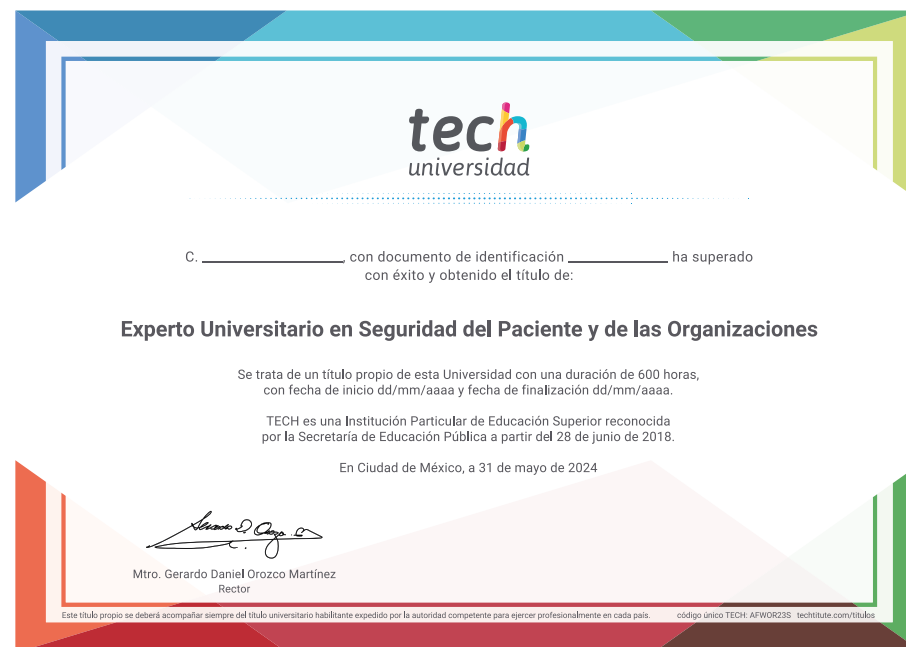 tech
universidad
C. ____________, con documento de identificación ____________ ha superado
con éxito y obtenido el título de:
Experto Universitario en Seguridad del Paciente y de las Organizaciones
Se trata de un título propio de esta Universidad con una duración de 600 horas,
con fecha de inicio dd/mm/aaaa y fecha de finalización dd/mm/aaaa.
TECH es una Institución Particular de Educación Superior reconocida
por la Secretaría de Educación Pública a partir del 28 de junio de 2018.
En Ciudad de México, a 31 de mayo de 2024
Mtro. Gerardo Daniel Orozco Martínez
Rector
Este título propio se deberá acompañar siempre del título universitario habilitante expedido por la autoridad competente para ejercer profesionalmente en cada país. código único TECH: AFWOR23S techtitute.com/titulos